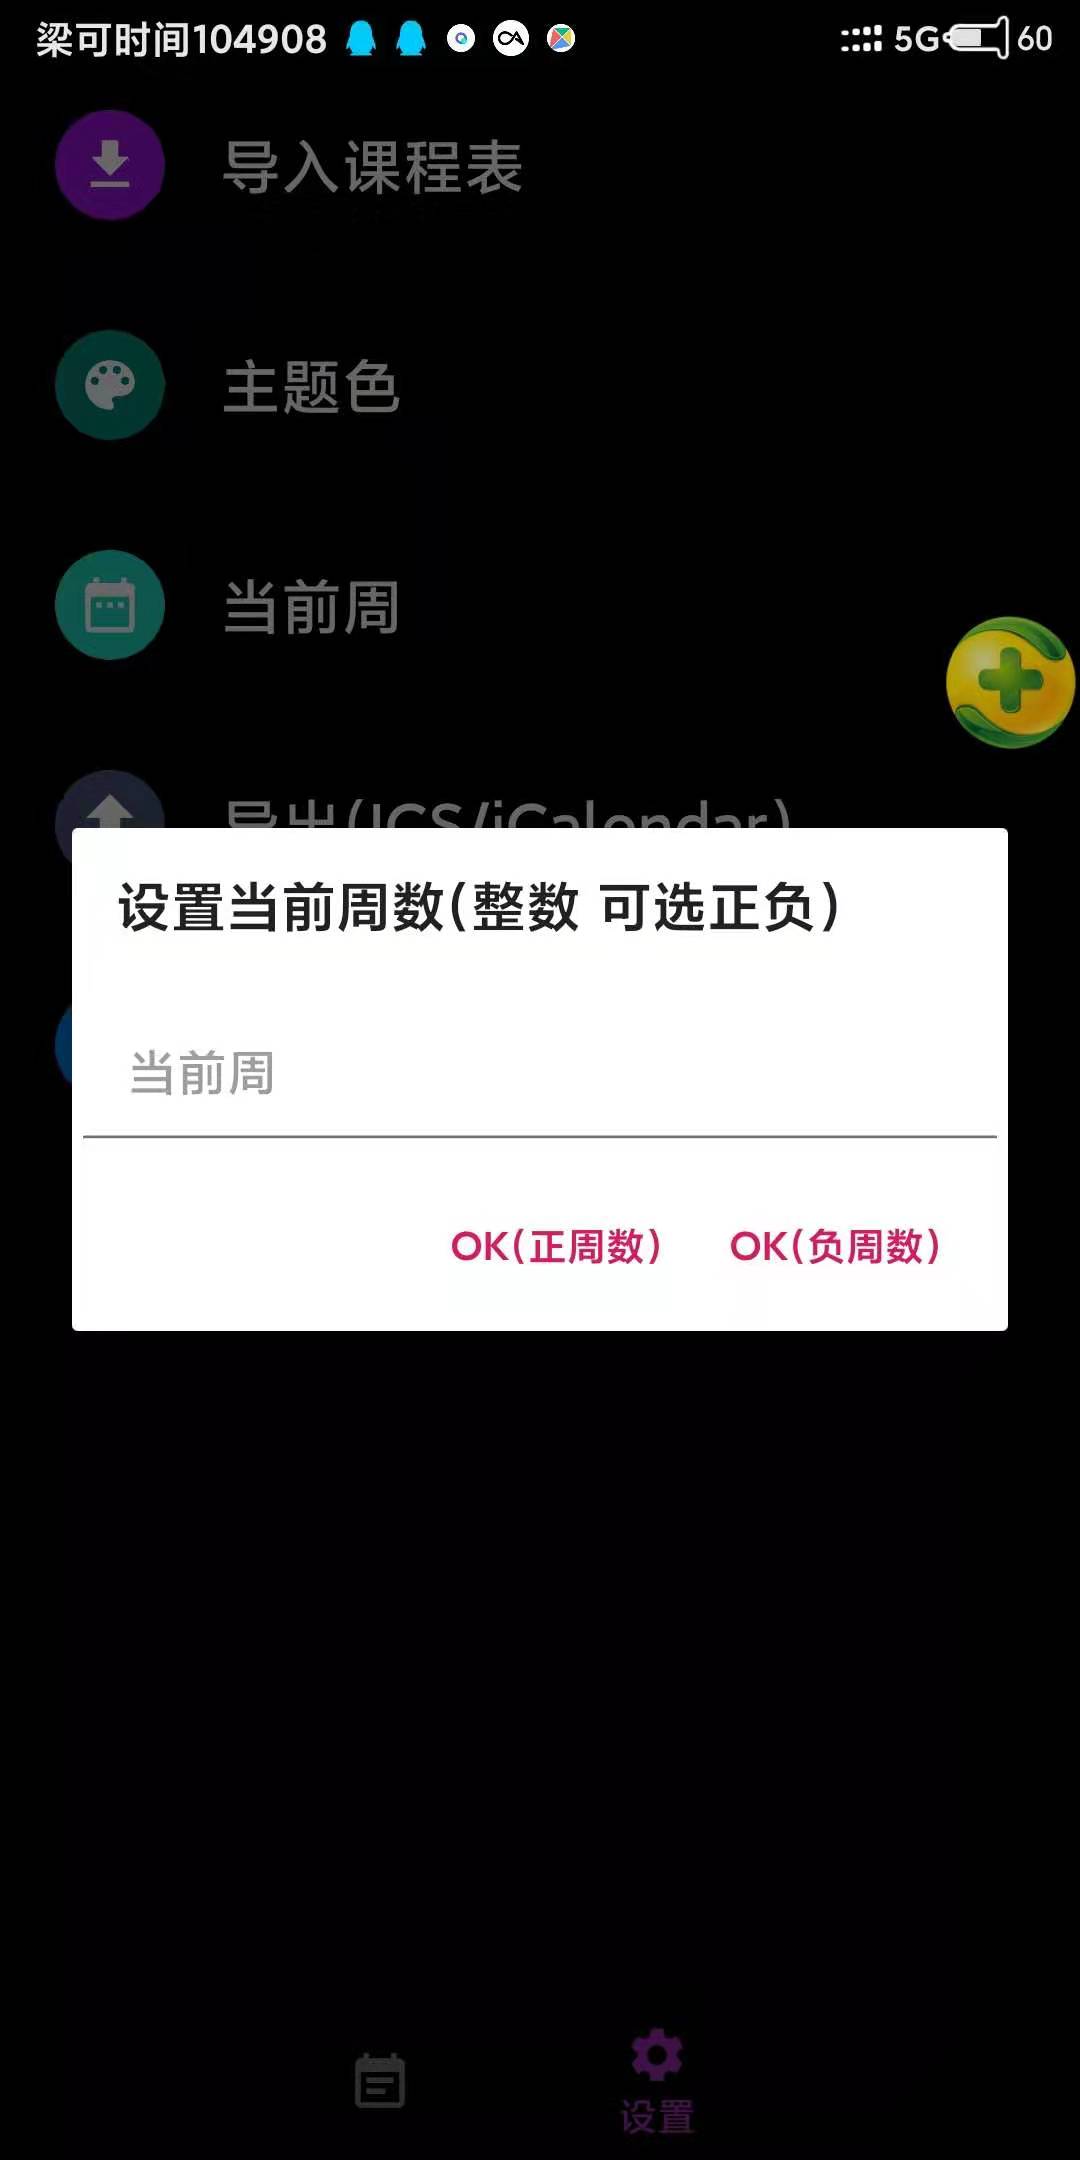 梁可时间104908
5G
60
导入课程表
主题色
当前周
导出(ICS/iCalendar)
设置当前周数(整数 可选正负)
当前周
OK(正周数)
OK(负周数)
设置